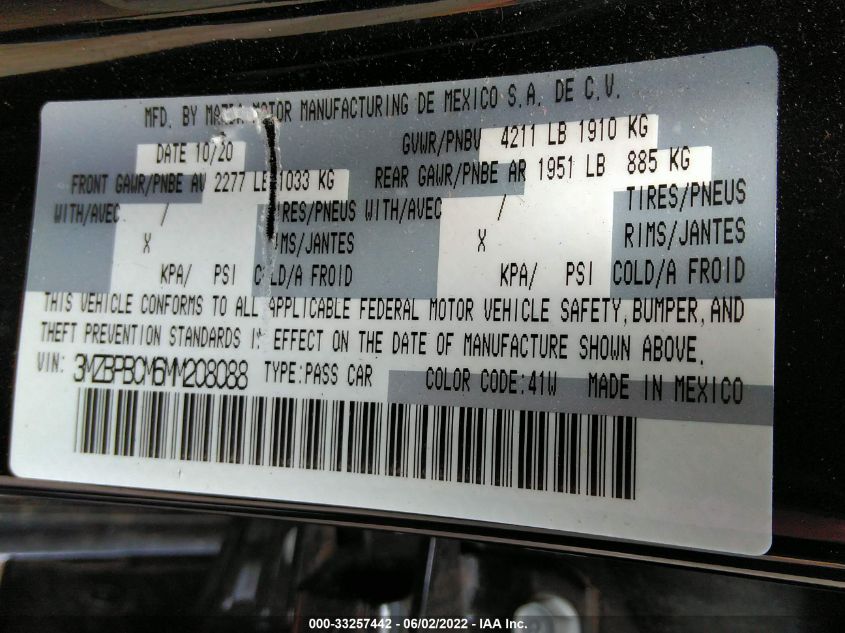 MFD. BY MAZDA MOTOR MANUFACTURING DE MEXICO S.A. DE C.V.
DATE 10/20 GVWR/PNBV 4211 LB 1910 KG
FRONT GAWR/PNBE AV 2277 LB 1033 KG REAR GAWR/PNBE AR 1951 LB 885 KG
WITH/AVEC / TIRES/PNEUS WITH/AVEC / TIRES/PNEUS
X RIMS/JANTES X RIMS/JANTES
KPA/ PSI COLD/A FROID KPA/ PSI COLD/A FROID
THIS VEHICLE CONFORMS TO ALL APPLICABLE FEDERAL MOTOR VEHICLE SAFETY, BUMPER, AND
THEFT PREVENTION STANDARDS IN EFFECT ON THE DATE OF MANUFACTURE SHOWN ABOVE.
VIN: 3MZBPBCM6MM208088 TYPE:PASS CAR COLOR CODE:41W MADE IN MEXICO
000-33257442 - 06/02/2022 - IAA Inc.